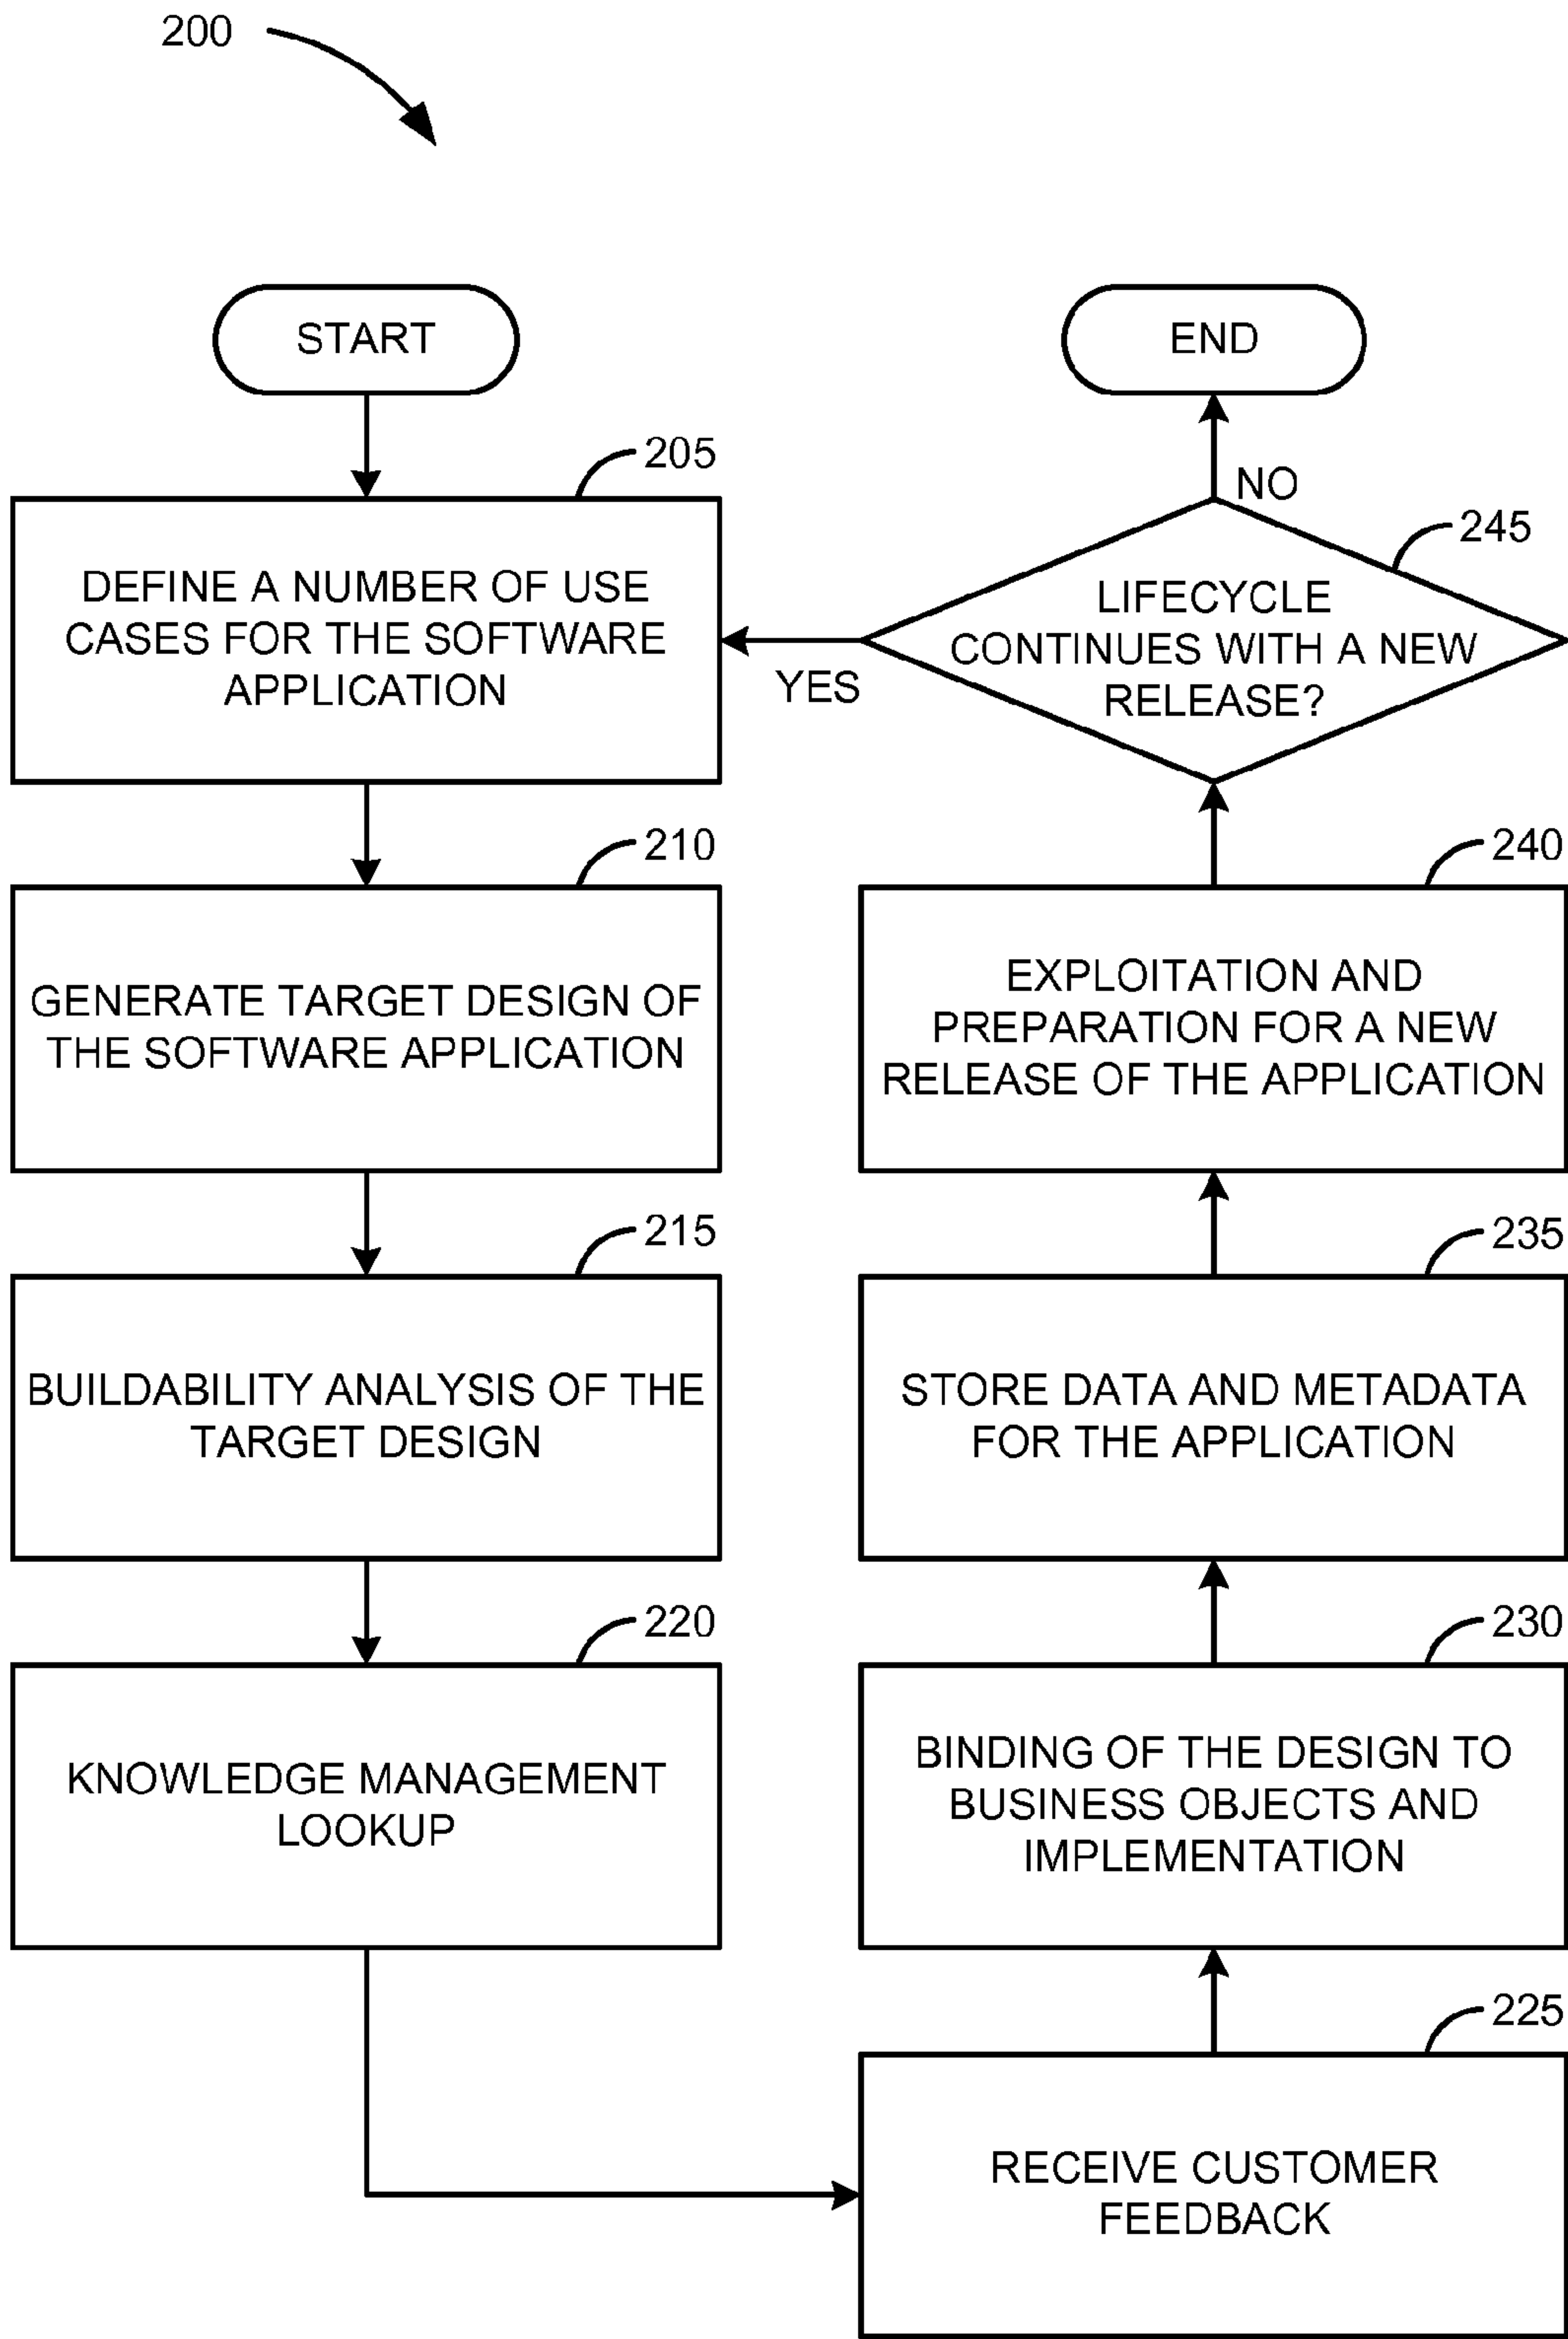 200
START
205
DEFINE A NUMBER OF USE
CASES FOR THE SOFTWARE
APPLICATION
210
GENERATE TARGET DESIGN OF
THE SOFTWARE APPLICATION
215
BUILDABILITY ANALYSIS OF THE
TARGET DESIGN
220
KNOWLEDGE MANAGEMENT
LOOKUP
225
RECEIVE CUSTOMER
FEEDBACK
230
BINDING OF THE DESIGN TO
BUSINESS OBJECTS AND
IMPLEMENTATION
235
STORE DATA AND METADATA
FOR THE APPLICATION
240
EXPLOITATION AND
PREPARATION FOR A NEW
RELEASE OF THE APPLICATION
245
LIFECYCLE
CONTINUES WITH A NEW
RELEASE?
YES
NO
END